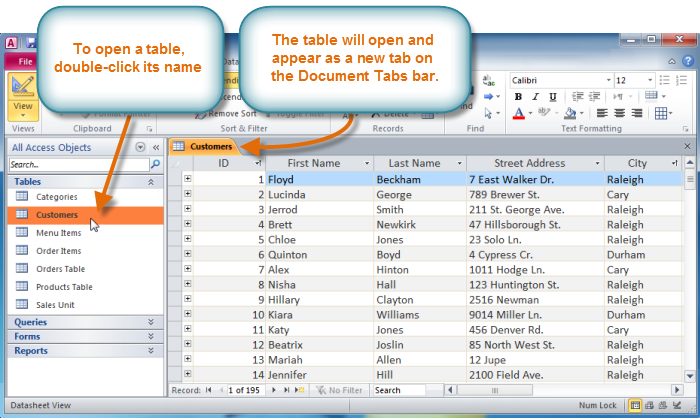 To open a table,
double-click its name
The table will open and
appear as a new tab on
the Document Tabs bar.
File
View
Views
Clipboard
Remove Sort
Toggle Filter
Sort & Filter
Delete
Records
Find
Find
Calibri 12
B I U
Text Formatting
All Access Objects
Search...
Tables
Categories
Customers
Menu Items
Order Items
Orders Table
Products Table
Sales Unit
Queries
Forms
Reports
Customers
ID First Name Last Name Street Address City
1 Floyd Beckham 7 East Walker Dr. Raleigh
2 Lucinda George 789 Brewer St. Cary
3 Jerrod Smith 211 St. George Ave. Raleigh
4 Brett Newkirk 47 Hillsborough St. Raleigh
5 Chloe Jones 23 Solo Ln. Raleigh
6 Quinton Boyd 4 Cypress Cr. Durham
7 Alex Hinton 1011 Hodge Ln. Cary
8 Nisha Hall 123 Huntington St. Raleigh
9 Hillary Clayton 2516 Newman Raleigh
10 Kiara Williams 9014 Miller Ln. Durham
11 Katy Jones 456 Denver Rd. Cary
12 Beatrix Joslin 85 North West St. Raleigh
13 Mariah Allen 12 Jupe Raleigh
14 Jennifer Hill 2100 Field Ave. Raleigh
Record: 1 of 195 No Filter Search
Datasheet View Num Lock